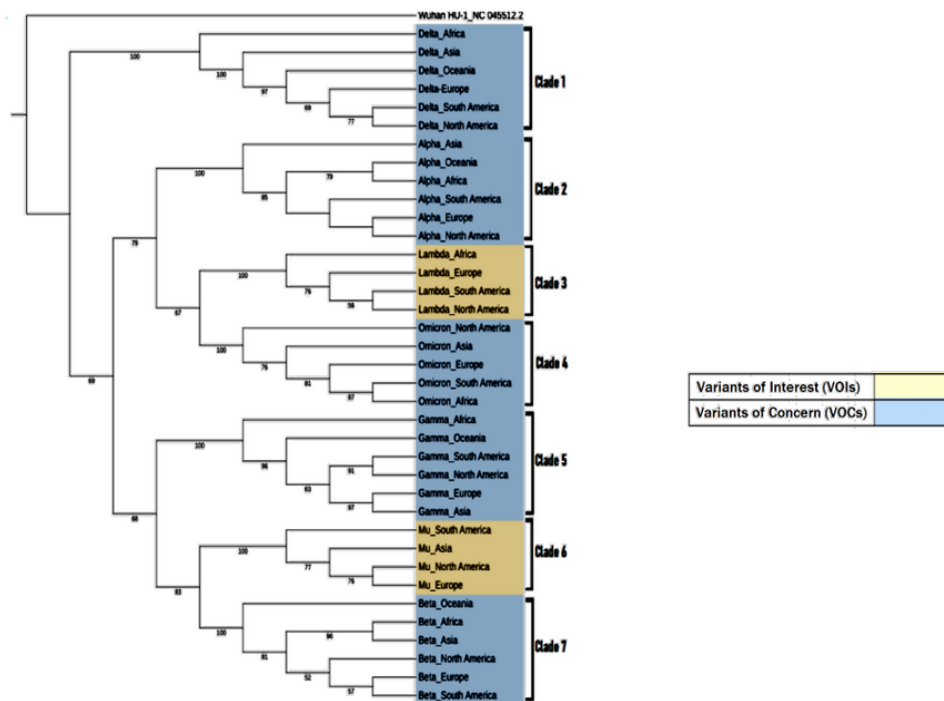 Wuhan HU-1_NC 045512.2
Delta_Africa
100
Delta_Asia
100
Delta_Oceania
97
Delta-Europe
69
Delta_South America
77
Delta_North America
Clade 1
Alpha_Asia
100
Alpha_Oceania
79
Alpha_Africa
85
Alpha_South America
Alpha_Europe
Alpha_North America
Clade 2
79
Lambda_Africa
100
Lambda_Europe
76
Lambda_South America
56
Lambda_North America
Clade 3
67
Omicron_North America
100
Omicron_Asia
76
Omicron_Europe
81
Omicron_South America
87
Omicron_Africa
Clade 4
69
Gamma_Africa
100
Gamma_Oceania
96
Gamma_South America
91
Gamma_North America
63
Gamma_Europe
97
Gamma_Asia
Clade 5
68
Mu_South America
100
Mu_Asia
77
Mu_North America
76
Mu_Europe
Clade 6
83
Beta_Oceania
100
Beta_Africa
96
Beta_Asia
81
Beta_North America
52
Beta_Europe
57
Beta_South America
Clade 7
Variants of Interest (VOIs)
Variants of Concern (VOCs)